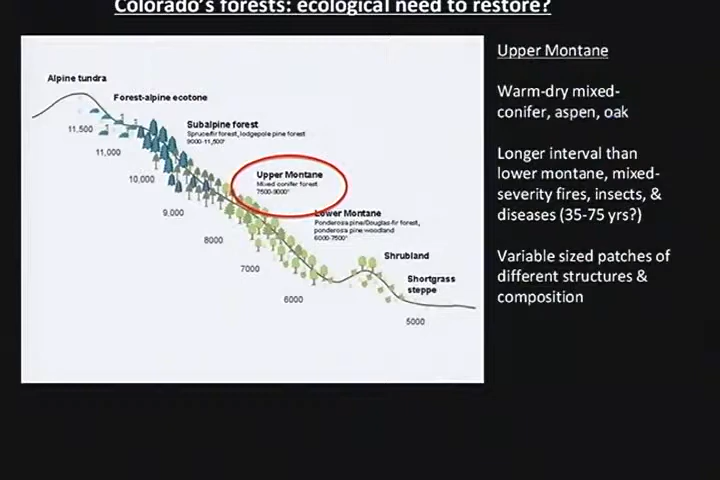 Colorado's forests: ecological need to restore?
Alpine tundra
Forest-alpine ecotone
Subalpine forest
Spruce/fir forest, lodgepole pine forest
9000-11,500'
11,500
11,000
10,000
Upper Montane
Mixed conifer forest
7500-9000'
9,000
Lower Montane
Ponderosa pine/Douglas-fir forest,
ponderosa pine woodland
6000-7500'
8000
Shrubland
7000
Shortgrass
steppe
6000
5000
Upper Montane
Warm-dry mixed-
conifer, aspen, oak
Longer interval than
lower montane, mixed-
severity fires, insects, &
diseases (35-75 yrs?)
Variable sized patches of
different structures &
composition